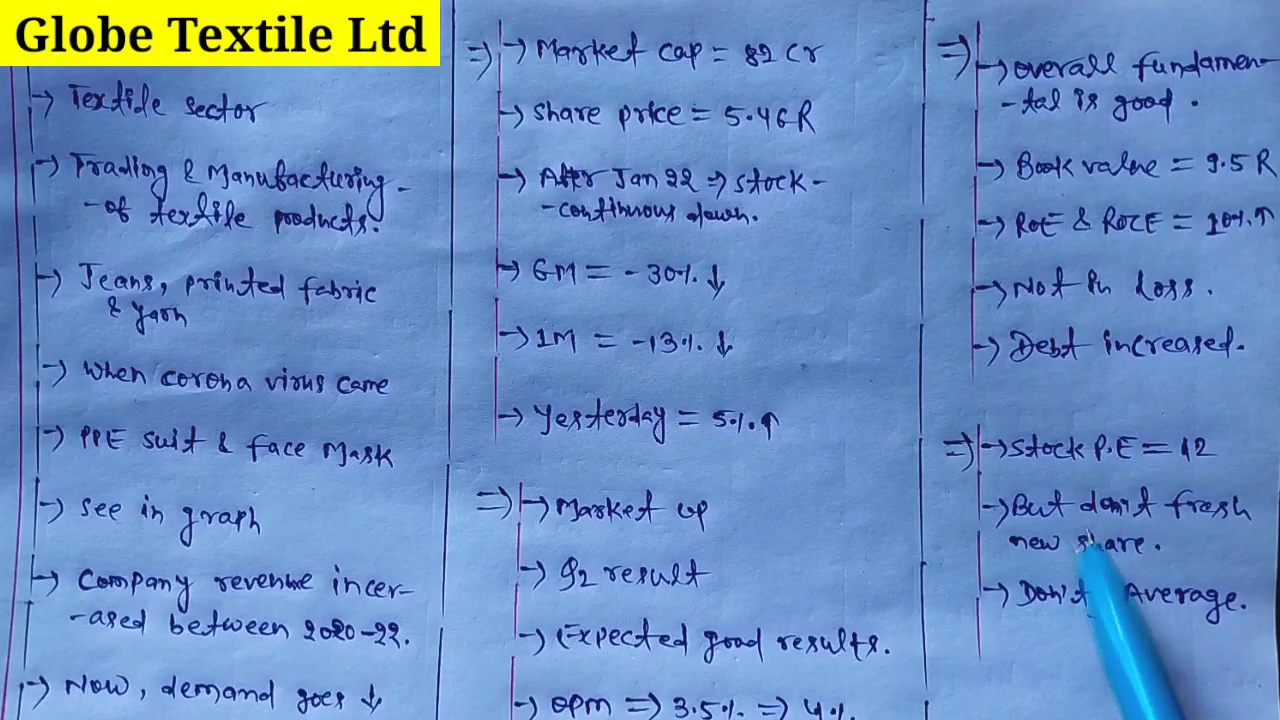 Globe Textile Ltd
→ Textile sector
→ Trading & Manufacturing-
-of textile products.
→ Jeans, printed fabric
& yarn
→ when corona virus came
→ PPE suit & face Mask
→ see in graph
→ company revenue incer-
-ased between 2020-22.
→ Now, demand goes ↓
⇒ → Market cap = 82 Cr
→ share price = 5.46R
→ After Jan 22 ⇒ stock-
-continuous down.
→ 6M = -30% ↓
→ 1M = -13% ↓
→ Yesterday = 5% ↑
⇒ → Market up
→ Q2 result
→ Expected good results.
→ OPM ⇒ 3.5% ⇒ 4%.
⇒ → overall fundamen-
-tal is good.
→ Book value = 9.5 R
→ ROE & ROCE = 10% ↑
→ Not in loss.
→ Debt increased.
⇒ → stock P.E = 12
→ But don't fresh
new share.
→ Don't Average.